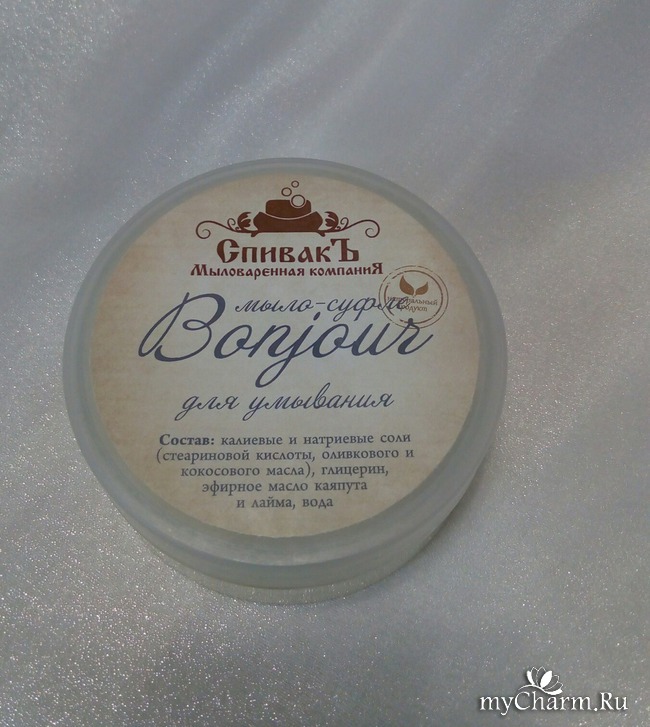 СпивакЪ
Мыловаренная компаниЯ
мыло-суфле
Bonjour
для умывания
Состав: калиевые и натриевые соли
(стеариновой кислоты, оливкового и
кокосового масла), глицерин,
эфирное масло каяпута
и лайма, вода
продукт
myCharm.Ru